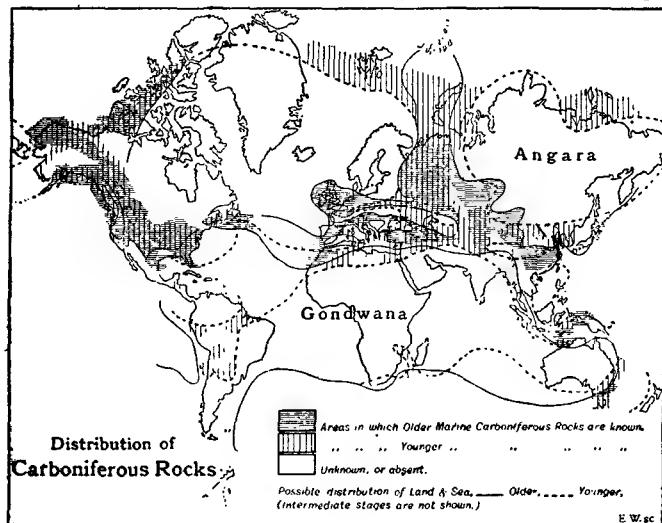 Angara
Gondwana
Distribution of
Carboniferous Rocks
Areas in which Older Marine Carboniferous Rocks are known.
,, ,, ,, Younger ,, ,, ,, ,, ,,
Unknown, or absent.
Possible distribution of Land & Sea, Older, Younger,
(Intermediate stages are not shown.)
E.W. sc